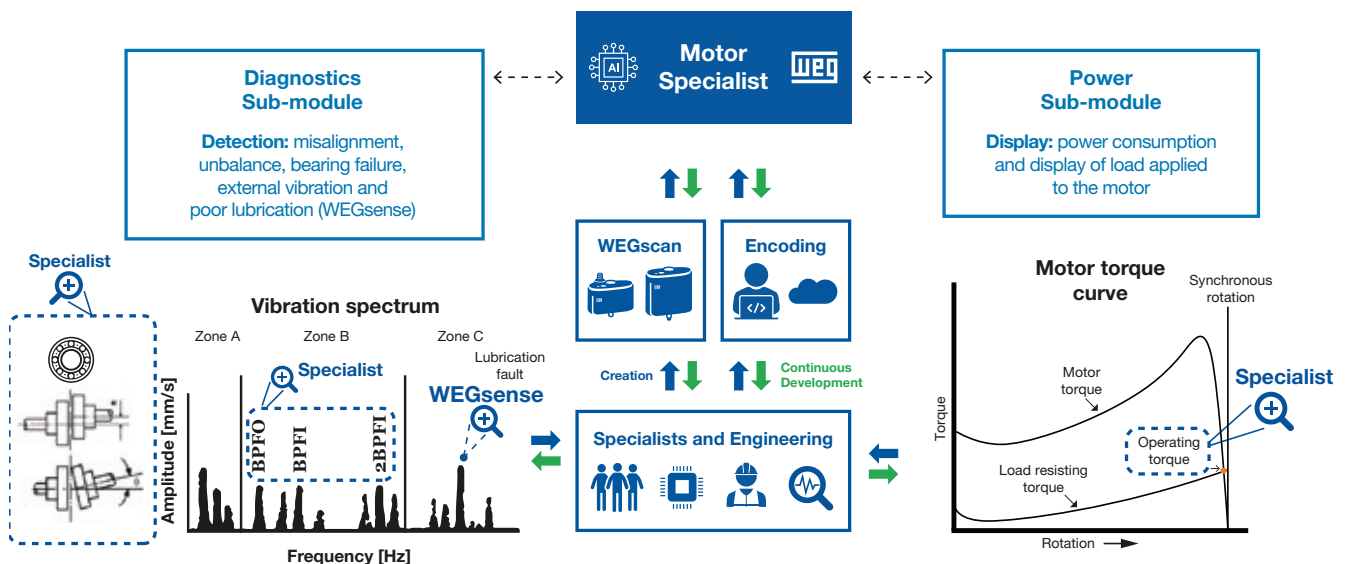 Motor
Specialist
AI
WEG
Diagnostics
Sub-module
Detection: misalignment,
unbalance, bearing failure,
external vibration and
poor lubrication (WEGsense)
Power
Sub-module
Display: power consumption
and display of load applied
to the motor
WEGscan
Encoding
</>
Creation
Continuous
Development
Specialists and Engineering
Specialist
Vibration spectrum
Zone A
Zone B
Zone C
Specialist
Lubrication
fault
WEGsense
BPFO
BPFI
2BPFI
Amplitude [mm/s]
Frequency [Hz]
Motor torque
curve
Synchronous
rotation
Motor
torque
Specialist
Operating
torque
Load resisting
torque
Torque
Rotation